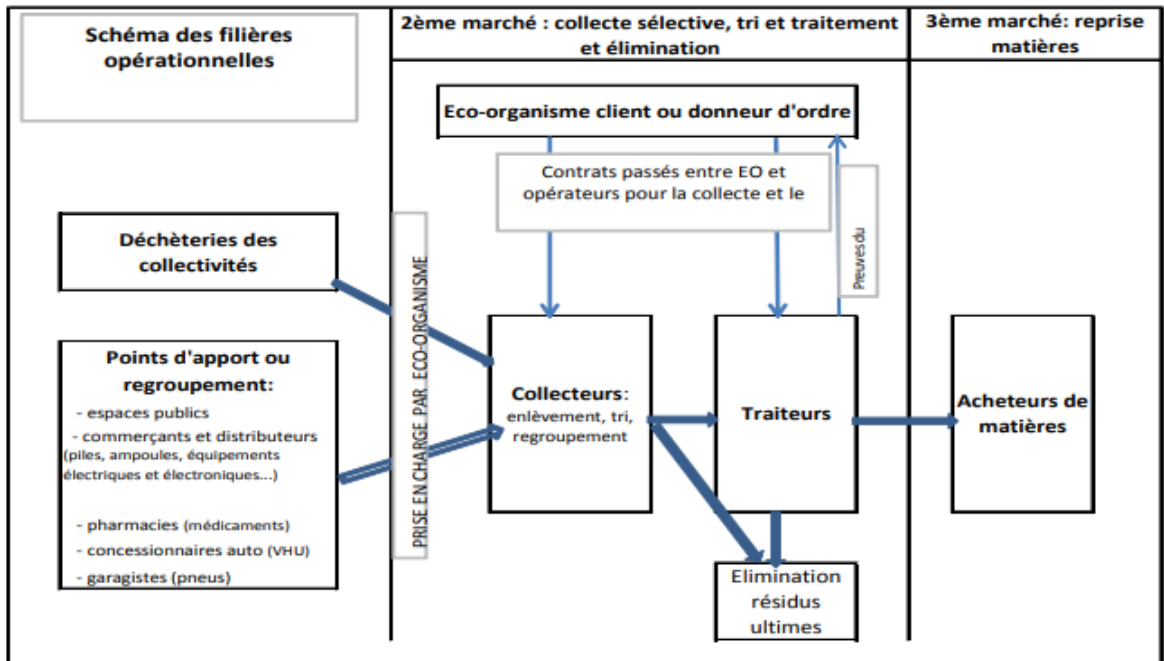 Schéma des filières
opérationnelles
2ème marché : collecte sélective, tri et traitement
et élimination
3ème marché: reprise
matières
Eco-organisme client ou donneur d'ordre
Contrats passés entre EO et
opérateurs pour la collecte et le
Preuves du
Déchèteries des
collectivités
PRISE EN CHARGE PAR ECO-ORGANISME
Points d'apport ou
regroupement:
- espaces publics
- commerçants et distributeurs
(piles, ampoules, équipements
électriques et électroniques...)
- pharmacies (médicaments)
- concessionnaires auto (VHU)
- garagistes (pneus)
Collecteurs:
enlèvement, tri,
regroupement
Traiteurs
Acheteurs de
matières
Elimination
résidus
ultimes